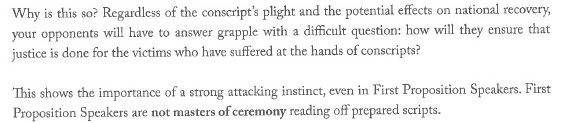 Why is this so? Regardless of the conscript's plight and the potential effects on national recovery,
your opponents will have to answer grapple with a difficult question: how will they ensure that
justice is done for the victims who have suffered at the hands of conscripts?
This shows the importance of a strong attacking instinct, even in First Proposition Speakers. First
Proposition Speakers are not masters of ceremony reading off prepared scripts.